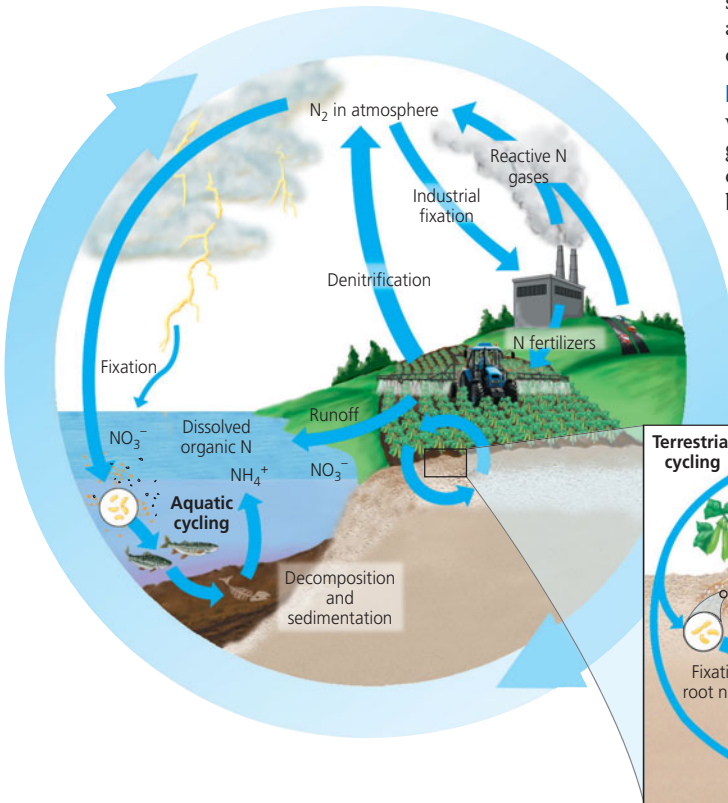 N₂ in atmosphere
Reactive N
gases
Industrial
fixation
Denitrification
N fertilizers
Fixation
Runoff
NO₃⁻
Dissolved
organic N
NH₄⁺
NO₃⁻
Aquatic
cycling
Decomposition
and
sedimentation
Terrestria
cycling
Fixati
root n